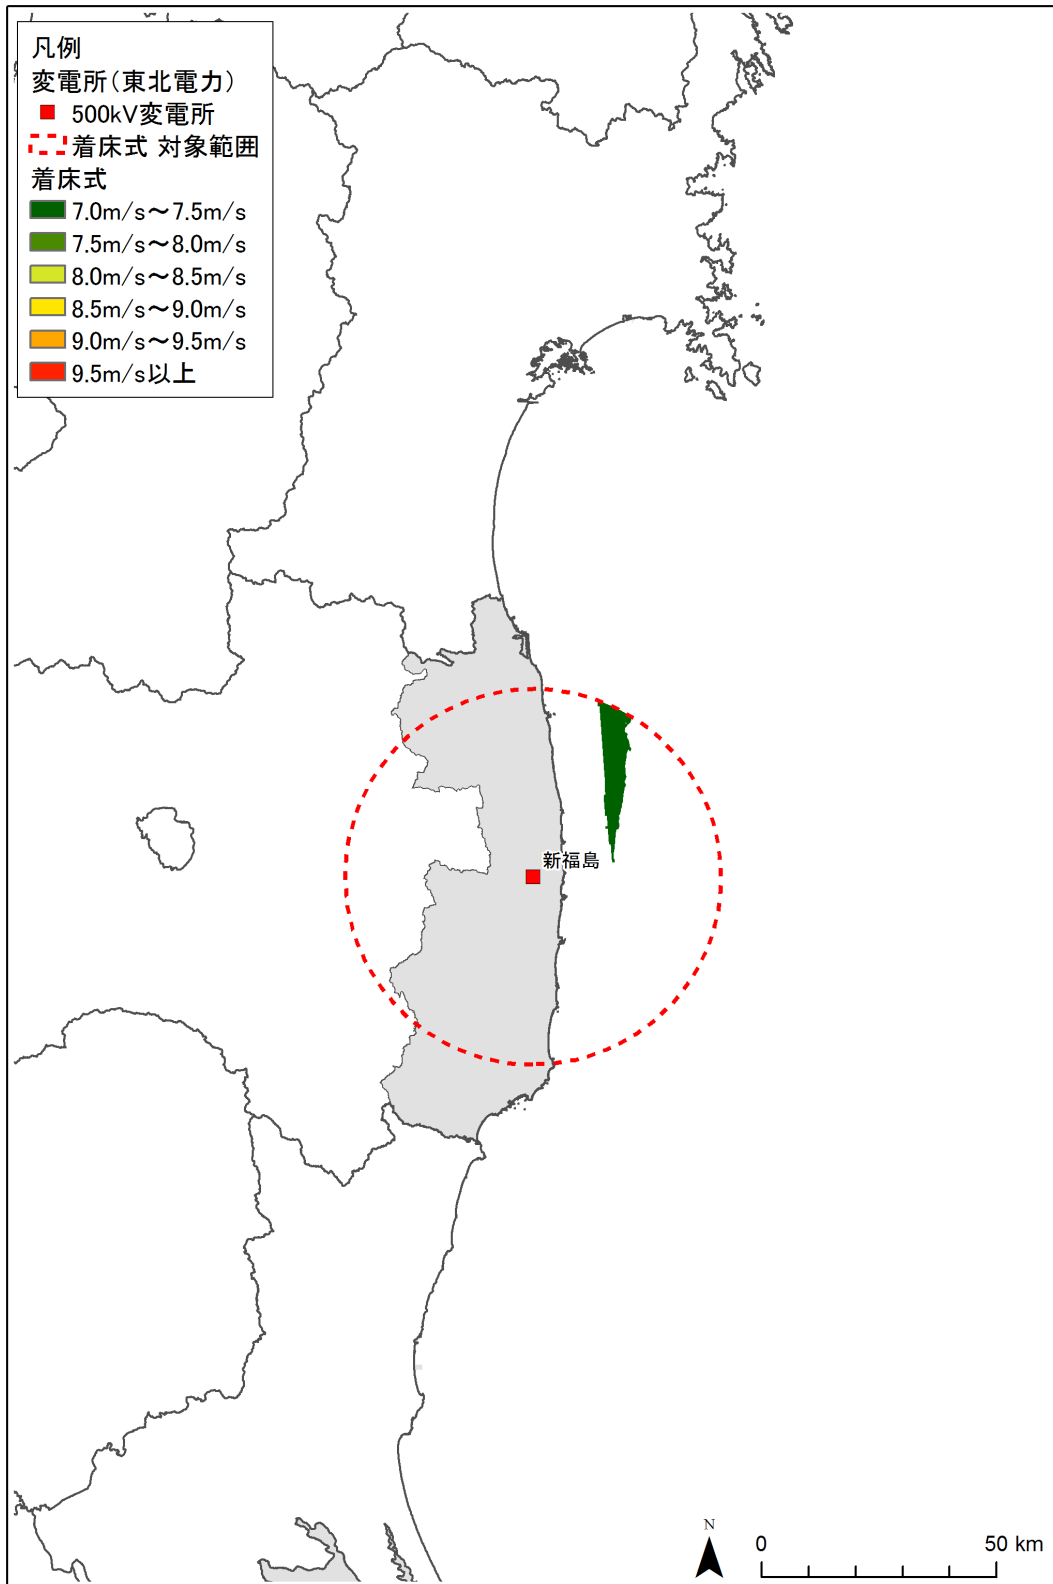 凡例
変電所(東北電力)
500kV変電所
着床式 対象範囲
着床式
7.0m/s～7.5m/s
7.5m/s～8.0m/s
8.0m/s～8.5m/s
8.5m/s～9.0m/s
9.0m/s～9.5m/s
9.5m/s以上
新福島
N
0 50 km